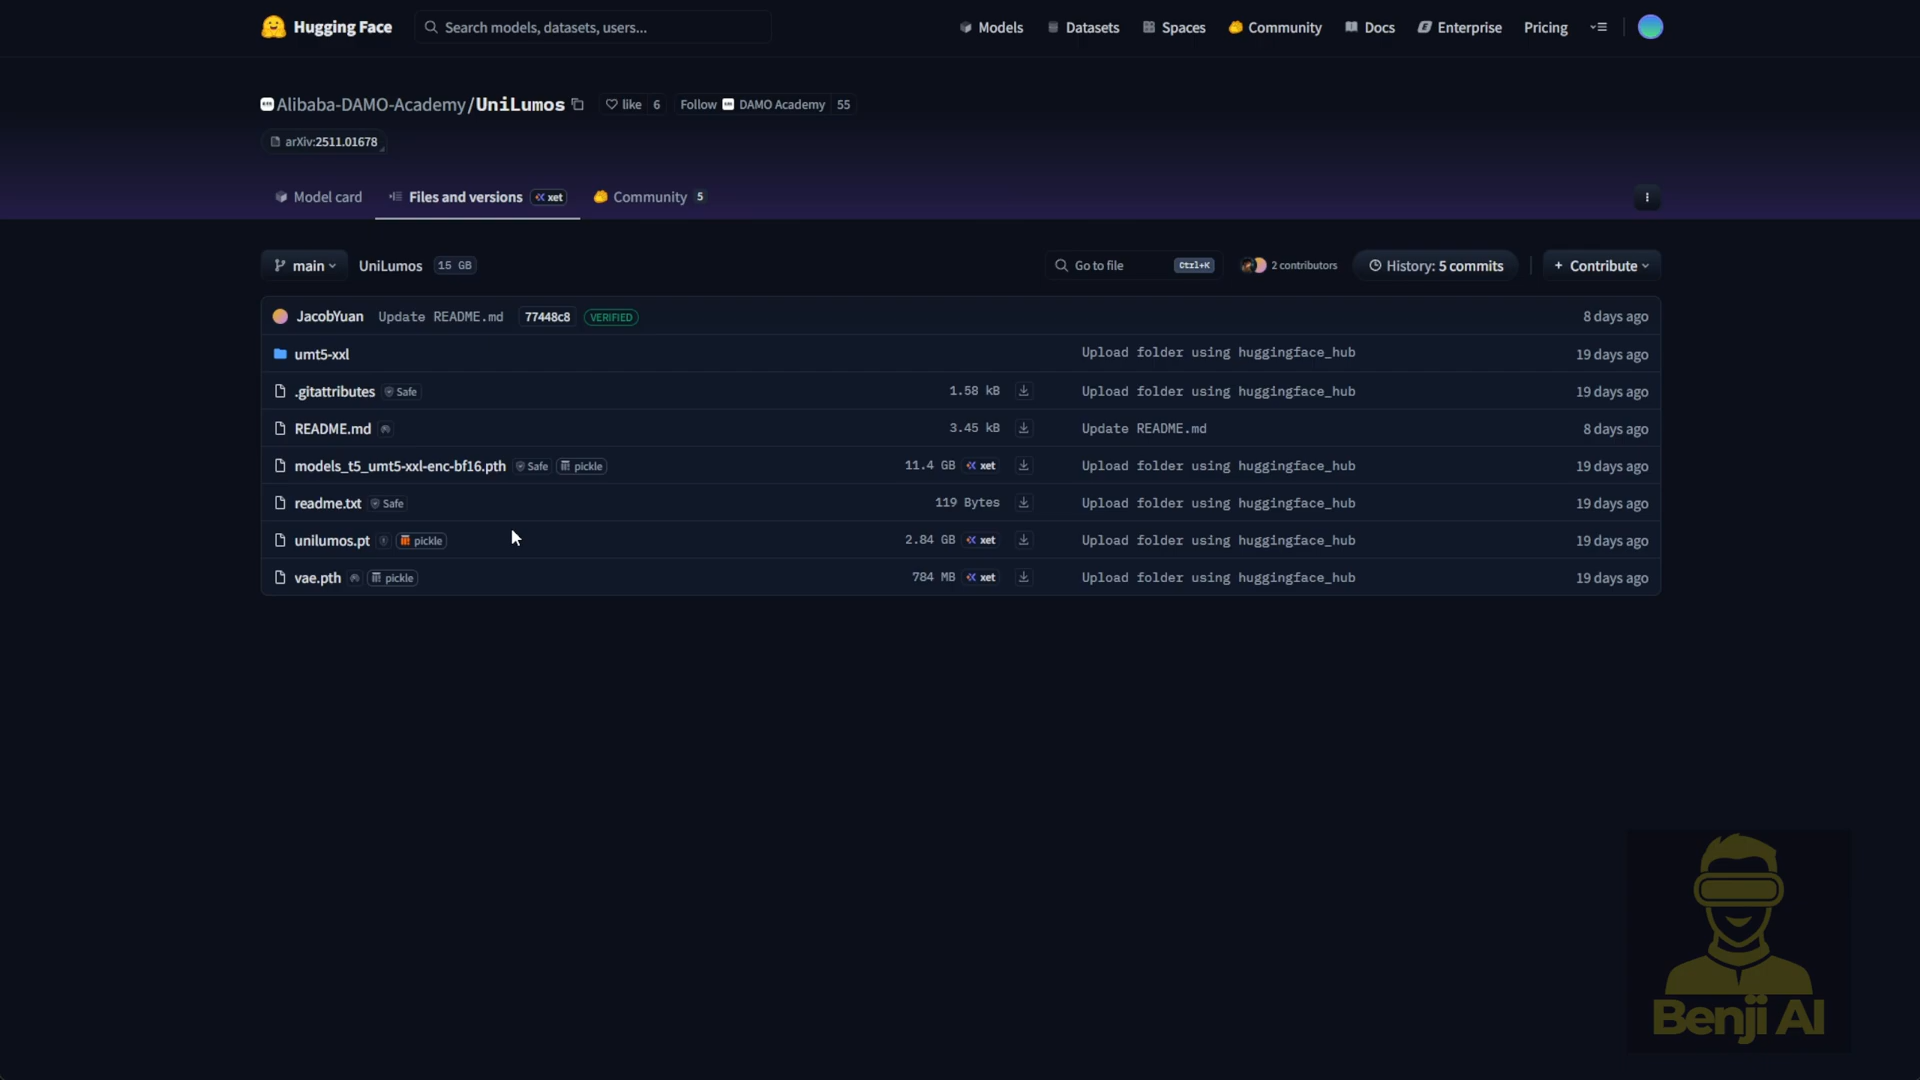 Hugging Face Search models, datasets, users... Models Datasets Spaces Community Docs Enterprise Pricing
Alibaba-DAMO-Academy/UniLumos like 6 Follow DAMO Academy 55
arXiv:2511.01678
Model card Files and versions xet Community 5
main UniLumos 15 GB Go to file Ctrl+K 2 contributors History: 5 commits + Contribute
JacobYuan Update README.md 77448c8 VERIFIED 8 days ago
umt5-xxl Upload folder using huggingface_hub 19 days ago
.gitattributes Safe 1.58 kB Upload folder using huggingface_hub 19 days ago
README.md 3.45 kB Update README.md 8 days ago
models_t5_umt5-xxl-enc-bf16.pth Safe pickle 11.4 GB xet Upload folder using huggingface_hub 19 days ago
readme.txt Safe 119 Bytes Upload folder using huggingface_hub 19 days ago
unilumos.pt pickle 2.84 GB xet Upload folder using huggingface_hub 19 days ago
vae.pth pickle 784 MB xet Upload folder using huggingface_hub 19 days ago
Benji AI